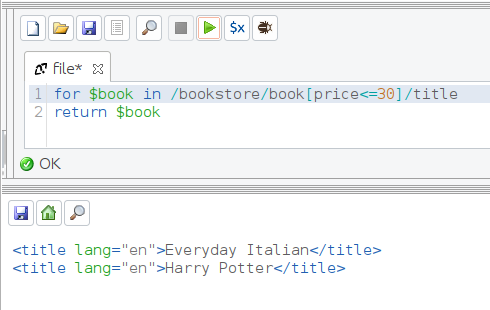 $x
file*
1 for $book in /bookstore/book[price<=30]/title
2 return $book
OK
<title lang="en">Everyday Italian</title>
<title lang="en">Harry Potter</title>